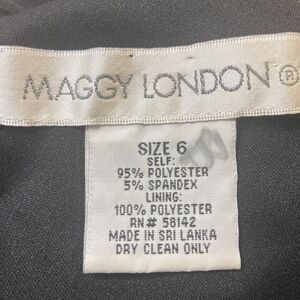 MAGGY LONDON®
SIZE 6
SELF:
95% POLYESTER
5% SPANDEX
LINING:
100% POLYESTER
RN# 58142
MADE IN SRI LANKA
DRY CLEAN ONLY